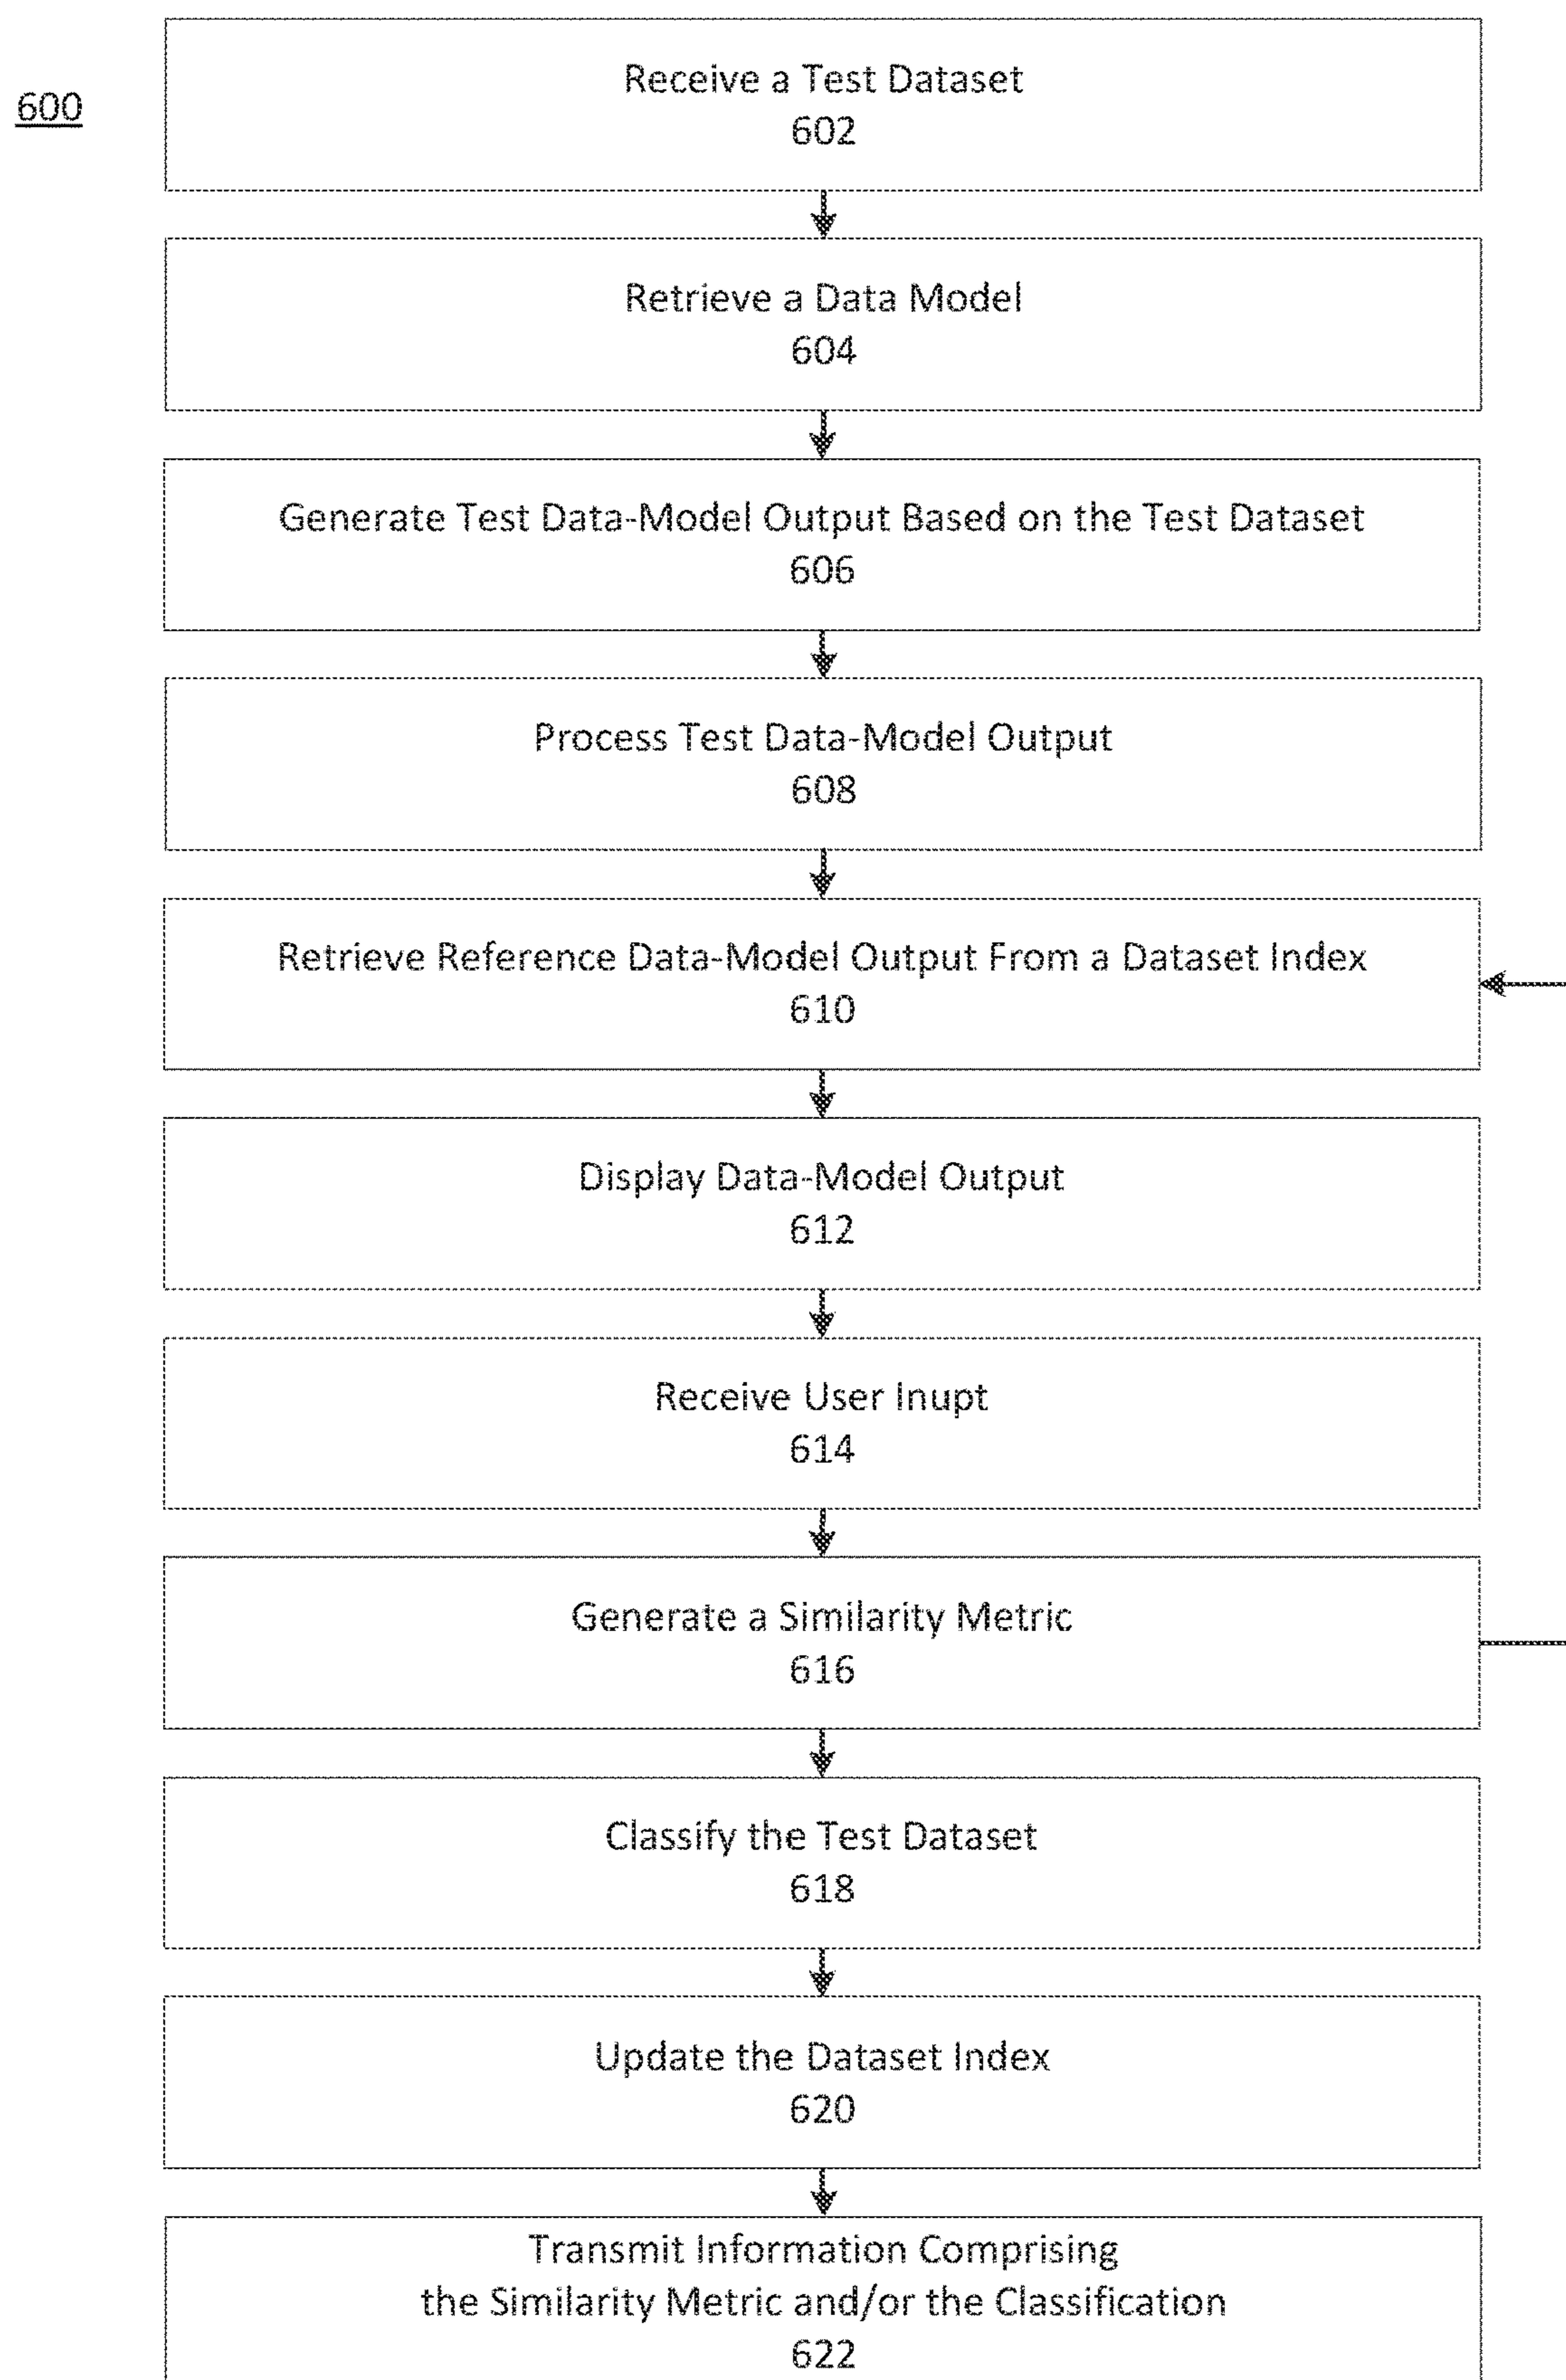 600
Receive a Test Dataset
602
Retrieve a Data Model
604
Generate Test Data-Model Output Based on the Test Dataset
606
Process Test Data-Model Output
608
Retrieve Reference Data-Model Output From a Dataset Index
610
Display Data-Model Output
612
Receive User Inupt
614
Generate a Similarity Metric
616
Classify the Test Dataset
618
Update the Dataset Index
620
Transmit Information Comprising
the Similarity Metric and/or the Classification
622